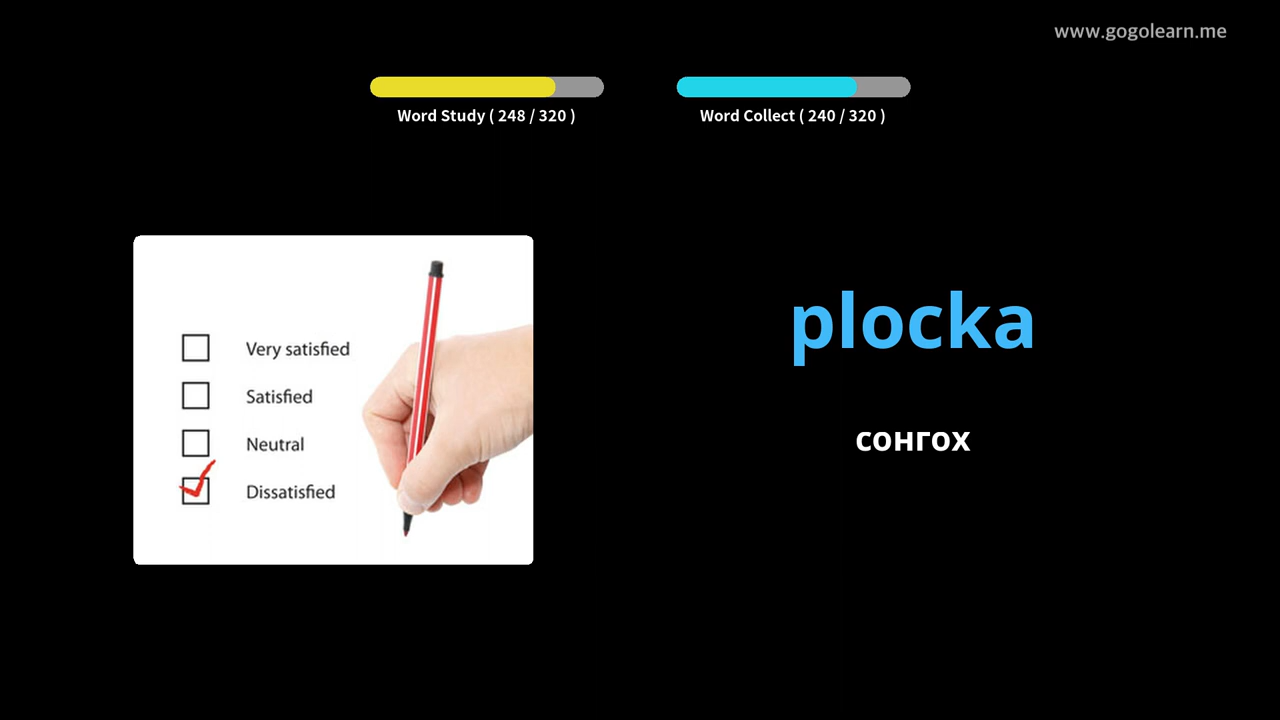 www.gogolearn.me
Word Study ( 248 / 320 )
Word Collect ( 240 / 320 )
Very satisfied
Satisfied
Neutral
Dissatisfied
plocka
сонгох